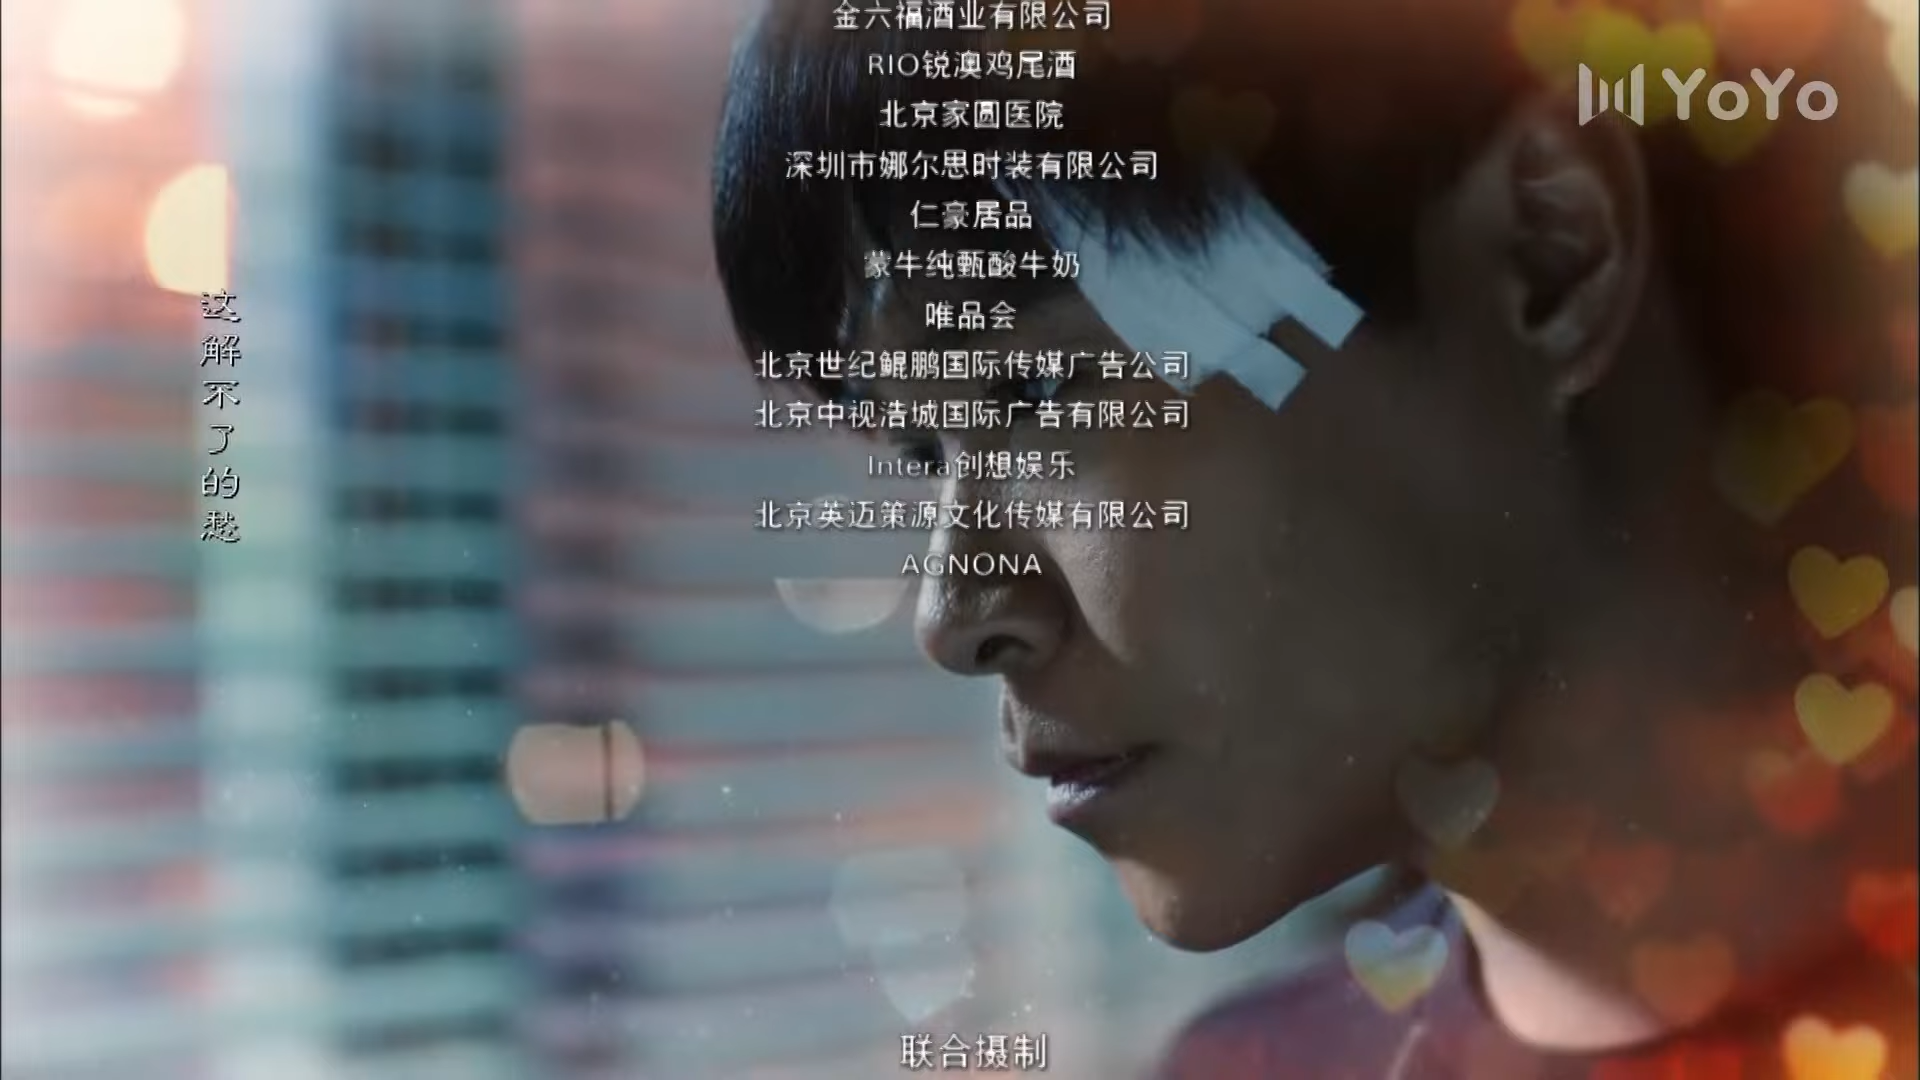 金六福酒业有限公司
RIO锐澳鸡尾酒
北京家圆医院
深圳市娜尔思时装有限公司
仁豪居品
蒙牛纯甄酸牛奶
唯品会
北京世纪鲲鹏国际传媒广告公司
北京中视浩城国际广告有限公司
Intera创想娱乐
北京英迈策源文化传媒有限公司
AGNONA
联合摄制
这解不了的愁
YoYo